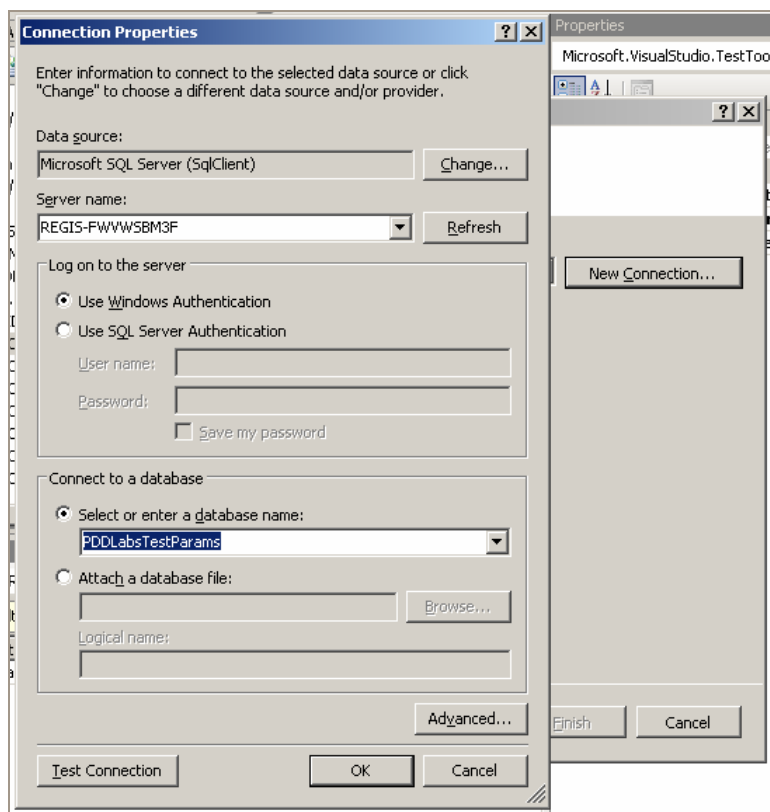 Connection Properties
Enter information to connect to the selected data source or click
"Change" to choose a different data source and/or provider.
Data source:
Microsoft SQL Server (SqlClient)
Change...
Server name:
REGIS-FWVWSBM3F
Refresh
Log on to the server
Use Windows Authentication
Use SQL Server Authentication
User name:
Password:
Save my password
Connect to a database
Select or enter a database name:
PDDLabsTestParams
Attach a database file:
Browse...
Logical name:
Advanced...
Test Connection
OK
Cancel
Properties
Microsoft.VisualStudio.TestToo
New Connection...
Finish
Cancel